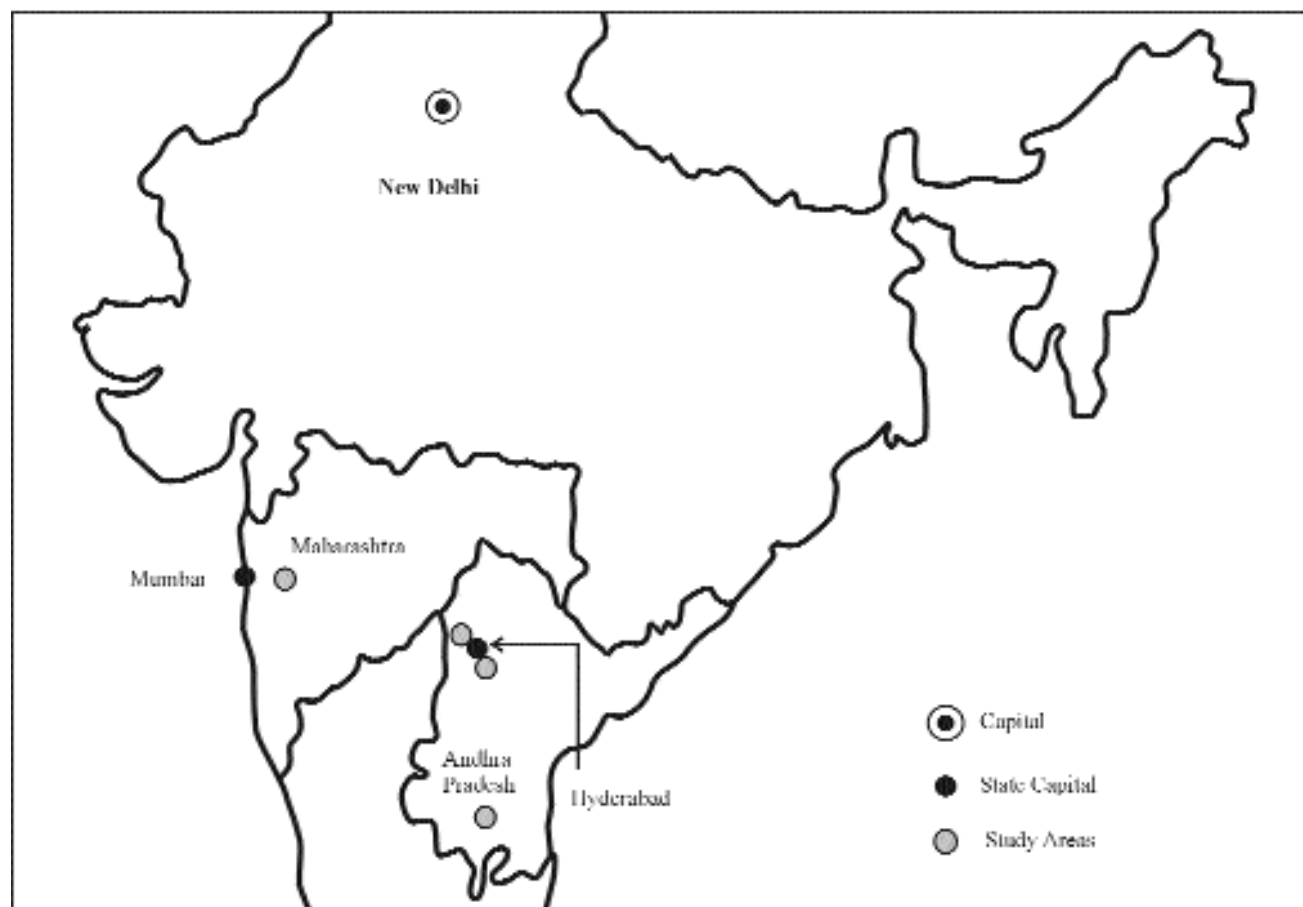 New Delhi
Maharashtra
Mumbai
Andhra
Pradesh
Hyderabad
Capital
State Capital
Study Areas